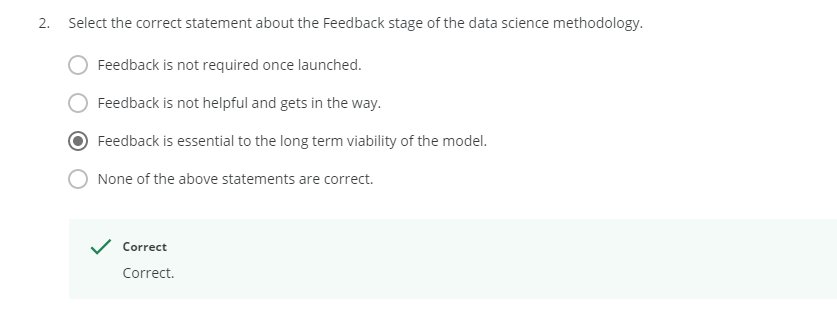 2. Select the correct statement about the Feedback stage of the data science methodology.
Feedback is not required once launched.
Feedback is not helpful and gets in the way.
Feedback is essential to the long term viability of the model.
None of the above statements are correct.
Correct
Correct.